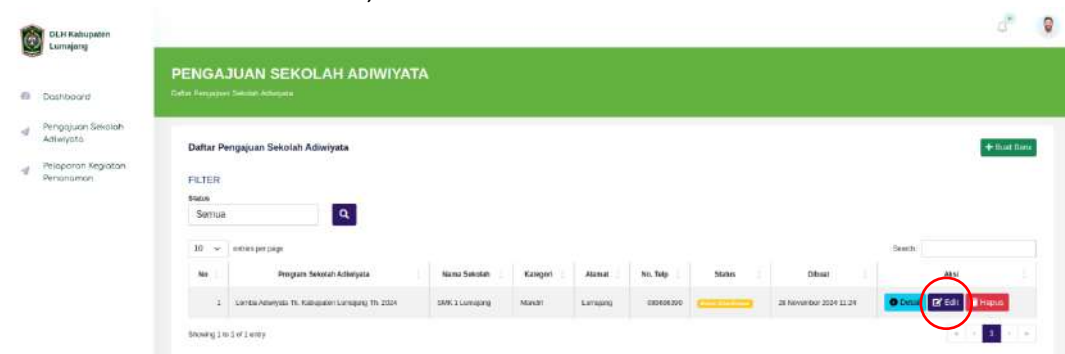 DLH Kabupaten
Lumajang
PENGAJUAN SEKOLAH ADIWIYATA
Daftar Pengajuan Sekolah Adiwiyata
Dashboard
Pengajuan Sekolah
Adiwiyata
Pelaporan Kegiatan
Penanaman
Daftar Pengajuan Sekolah Adiwiyata
+ Buat Baru
FILTER
Status
Semua
10 entries per page
Search:
No Program Sekolah Adiwiyata Nama Sekolah Kategori Alamat No. Telp Status Dibuat Aksi
1 Lomba Adiwiyata Th. Kabupaten Lumajang Th. 2024 SMK 1 Lumajang Mandiri Lumajang 28 November 2024 11:24 Detail Edit Hapus
Showing 1 to 1 of 1 entry
« ‹ 1 › »